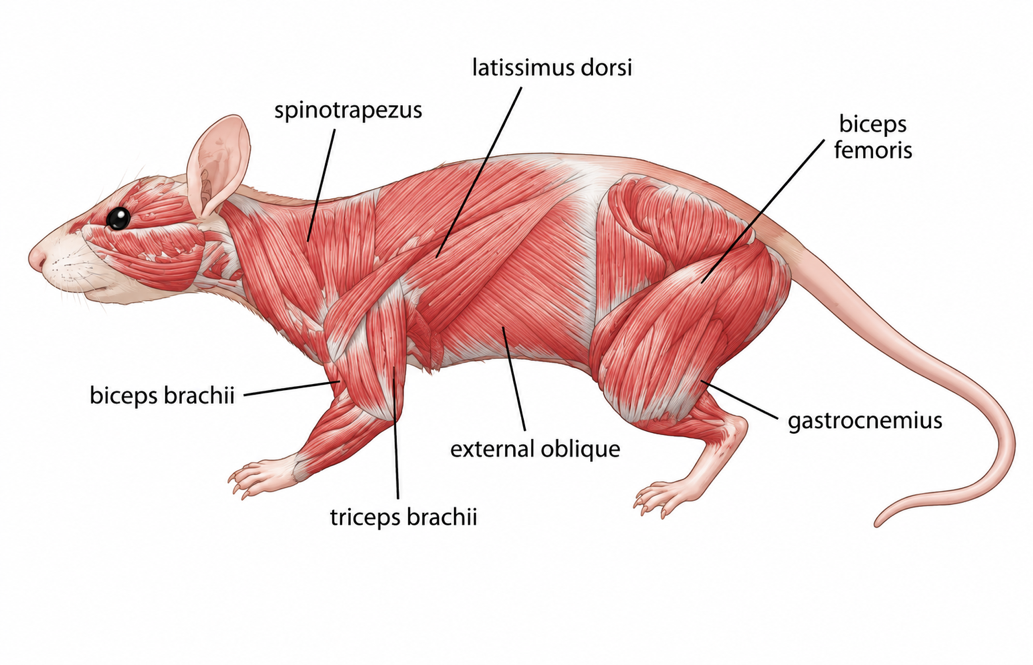 latissimus dorsi
spinotrapezus
biceps
femoris
biceps brachii
gastrocnemius
external oblique
triceps brachii